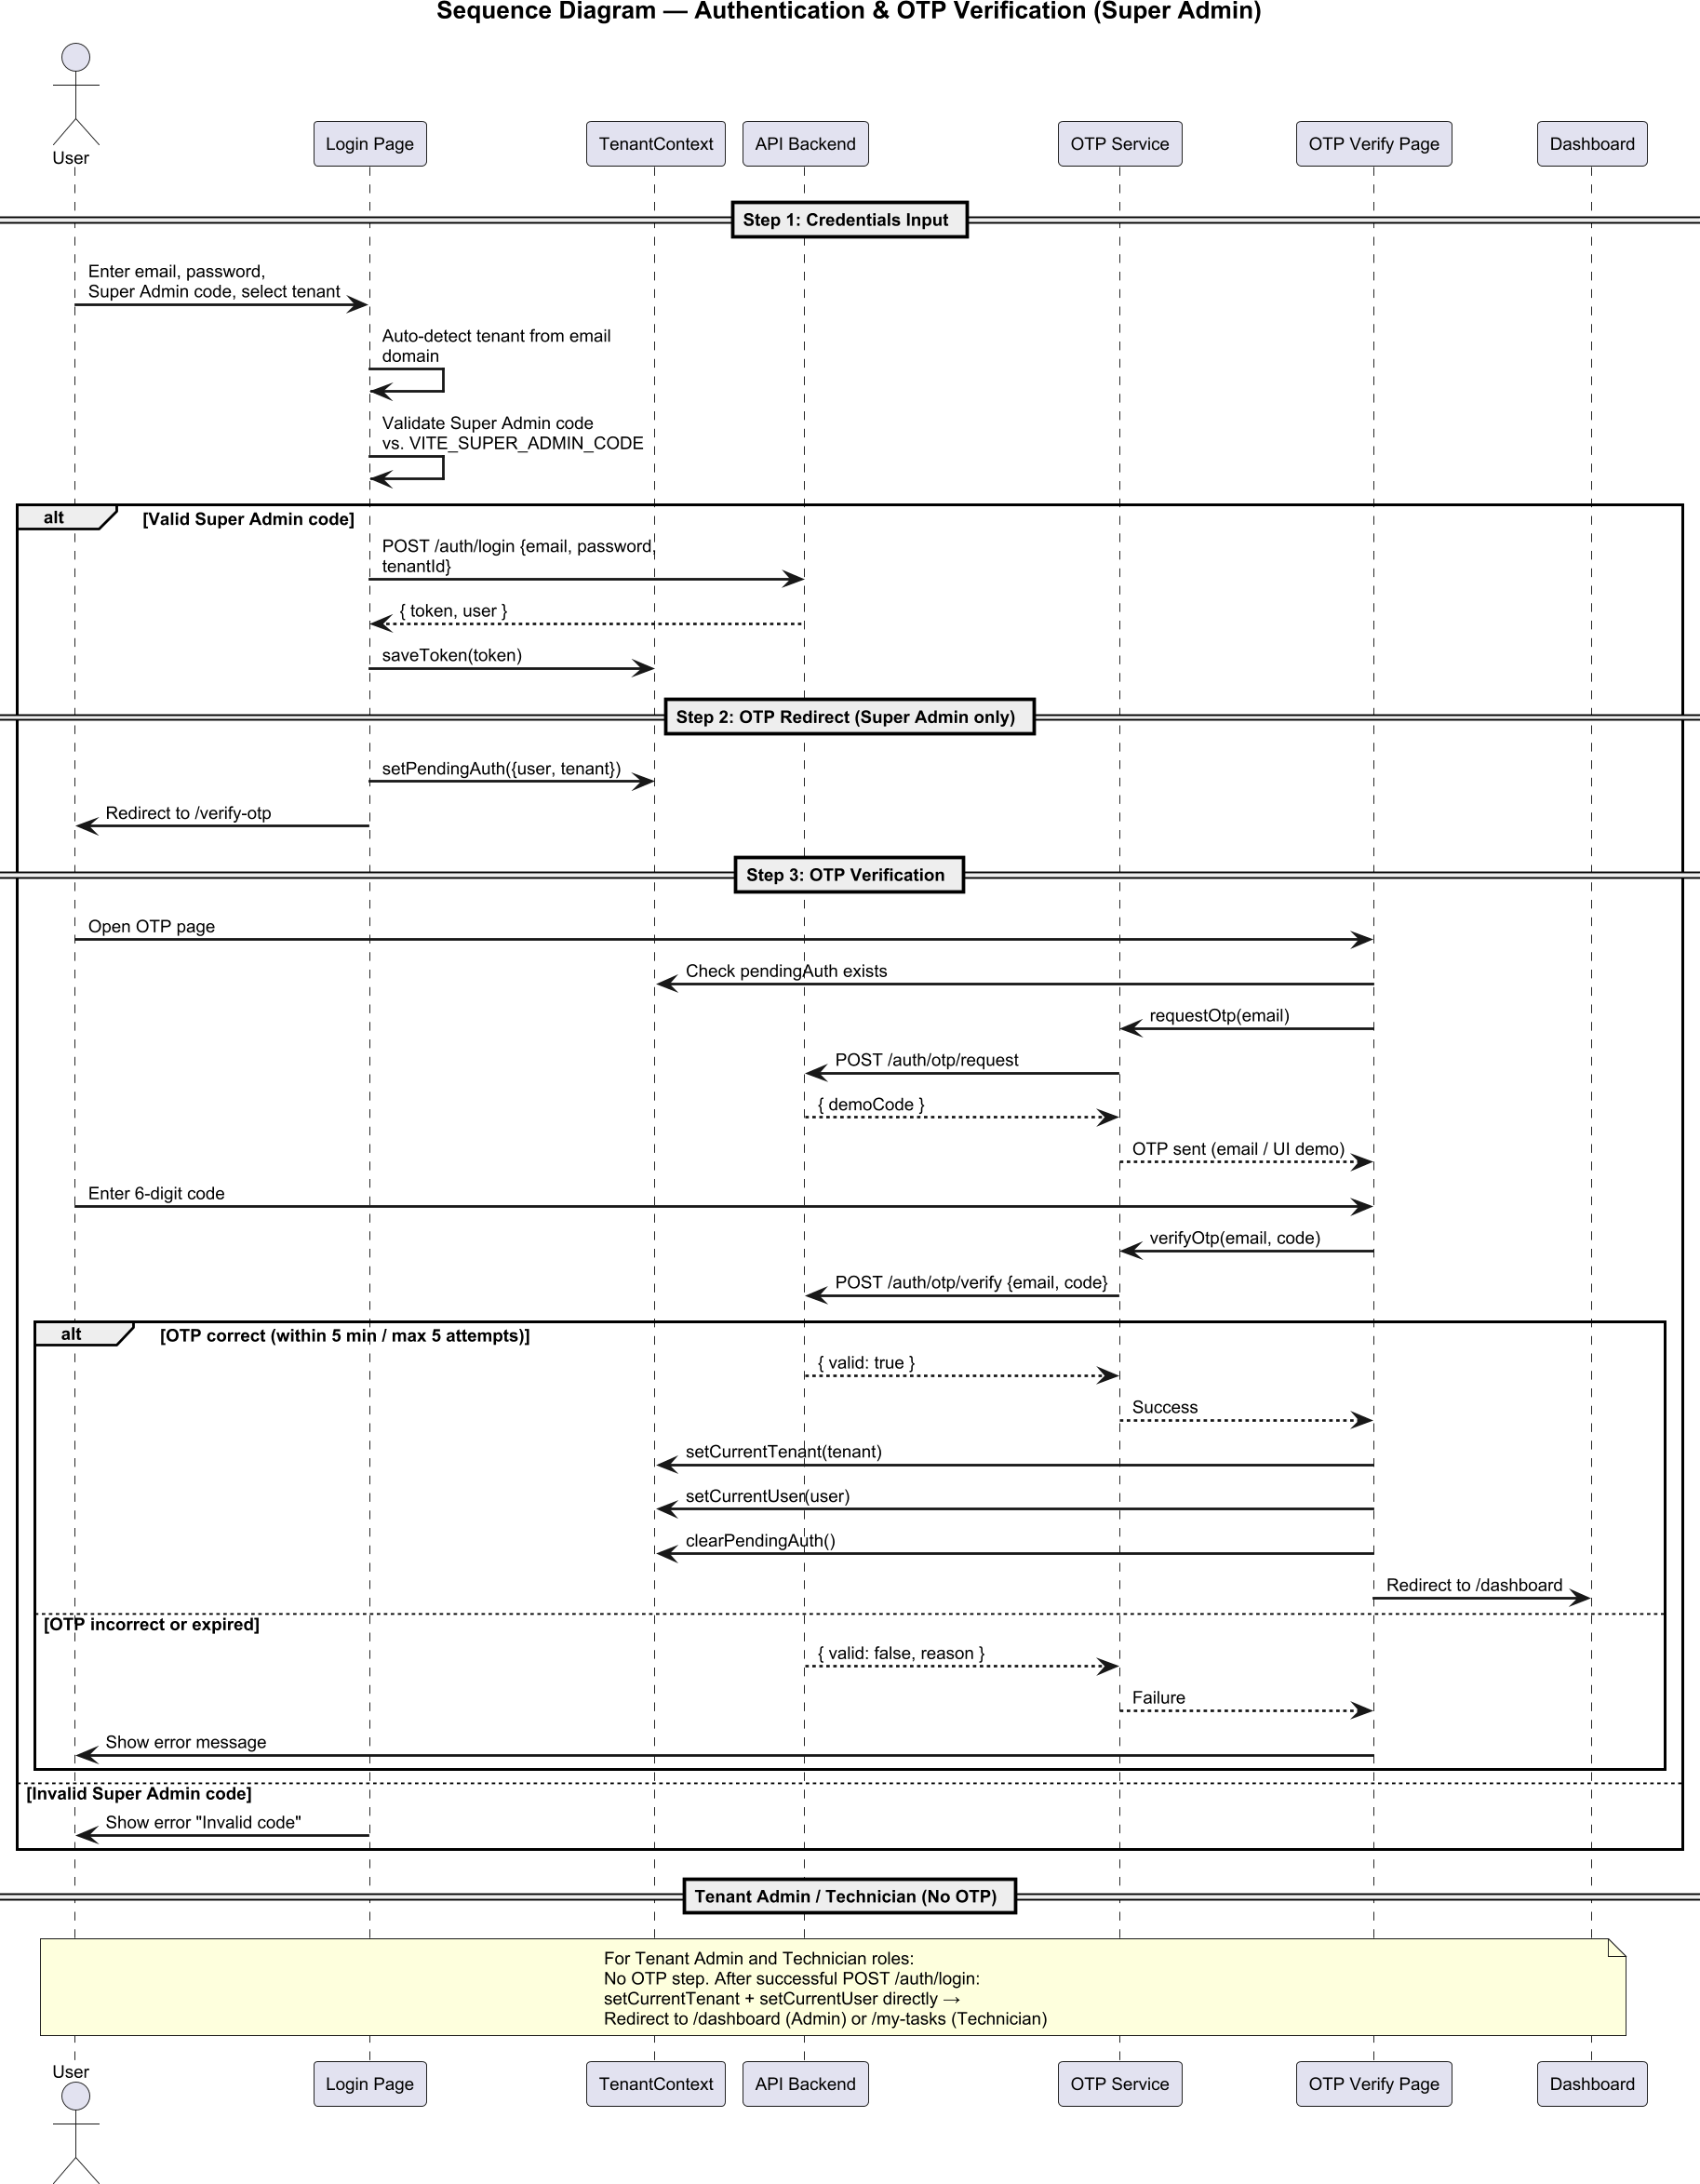 Sequence Diagram — Authentication & OTP Verification (Super Admin)
User
Login Page
TenantContext
API Backend
OTP Service
OTP Verify Page
Dashboard
Step 1: Credentials Input
Enter email, password,
Super Admin code, select tenant
Auto-detect tenant from email
domain
Validate Super Admin code
vs. VITE_SUPER_ADMIN_CODE
alt
[Valid Super Admin code]
POST /auth/login {email, password,
tenantId}
{ token, user }
saveToken(token)
Step 2: OTP Redirect (Super Admin only)
setPendingAuth({user, tenant})
Redirect to /verify-otp
Step 3: OTP Verification
Open OTP page
Check pendingAuth exists
requestOtp(email)
POST /auth/otp/request
{ demoCode }
OTP sent (email / UI demo)
Enter 6-digit code
verifyOtp(email, code)
POST /auth/otp/verify {email, code}
alt
[OTP correct (within 5 min / max 5 attempts)]
{ valid: true }
Success
setCurrentTenant(tenant)
setCurrentUser(user)
clearPendingAuth()
Redirect to /dashboard
[OTP incorrect or expired]
{ valid: false, reason }
Failure
Show error message
[Invalid Super Admin code]
Show error "Invalid code"
Tenant Admin / Technician (No OTP)
For Tenant Admin and Technician roles:
No OTP step. After successful POST /auth/login:
setCurrentTenant + setCurrentUser directly →
Redirect to /dashboard (Admin) or /my-tasks (Technician)
User
Login Page
TenantContext
API Backend
OTP Service
OTP Verify Page
Dashboard